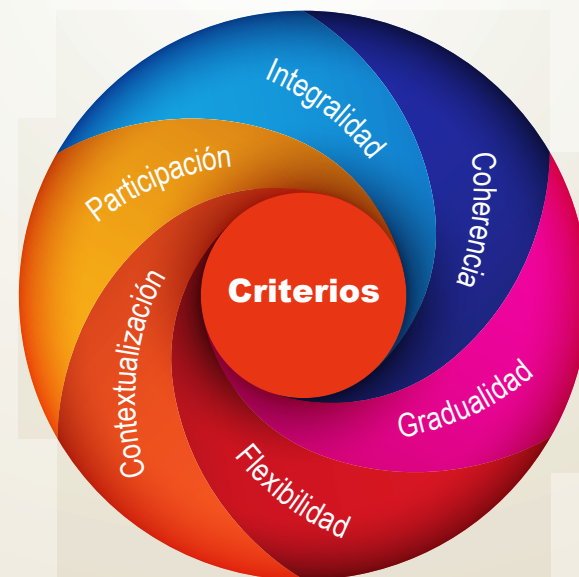 Criterios
Integralidad
Coherencia
Gradualidad
Flexibilidad
Contextualización
Participación